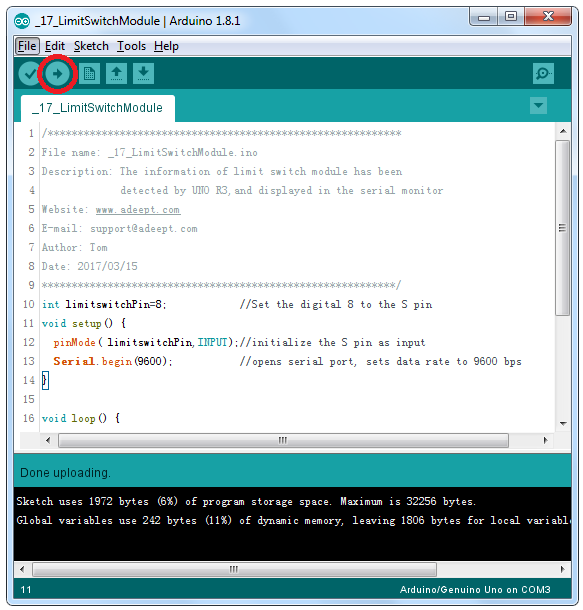 _17_LimitSwitchModule | Arduino 1.8.1
File Edit Sketch Tools Help
_17_LimitSwitchModule
1 /***********************************************************
2 File name: _17_LimitSwitchModule.ino
3 Description: The information of limit switch module has been
4 detected by UNO R3,and displayed in the serial monitor
5 Website: www.adeept.com
6 E-mail: support@adeept.com
7 Author: Tom
8 Date: 2017/03/15
9 ***********************************************************/
10 int limitswitchPin=8; //Set the digital 8 to the S pin
11 void setup() {
12 pinMode( limitswitchPin,INPUT);//initialize the S pin as input
13 Serial.begin(9600); //opens serial port, sets data rate to 9600 bps
14 }
15
16 void loop() {
Done uploading.
Sketch uses 1972 bytes (6%) of program storage space. Maximum is 32256 bytes.
Global variables use 242 bytes (11%) of dynamic memory, leaving 1806 bytes for local variable
11 Arduino/Genuino Uno on COM3